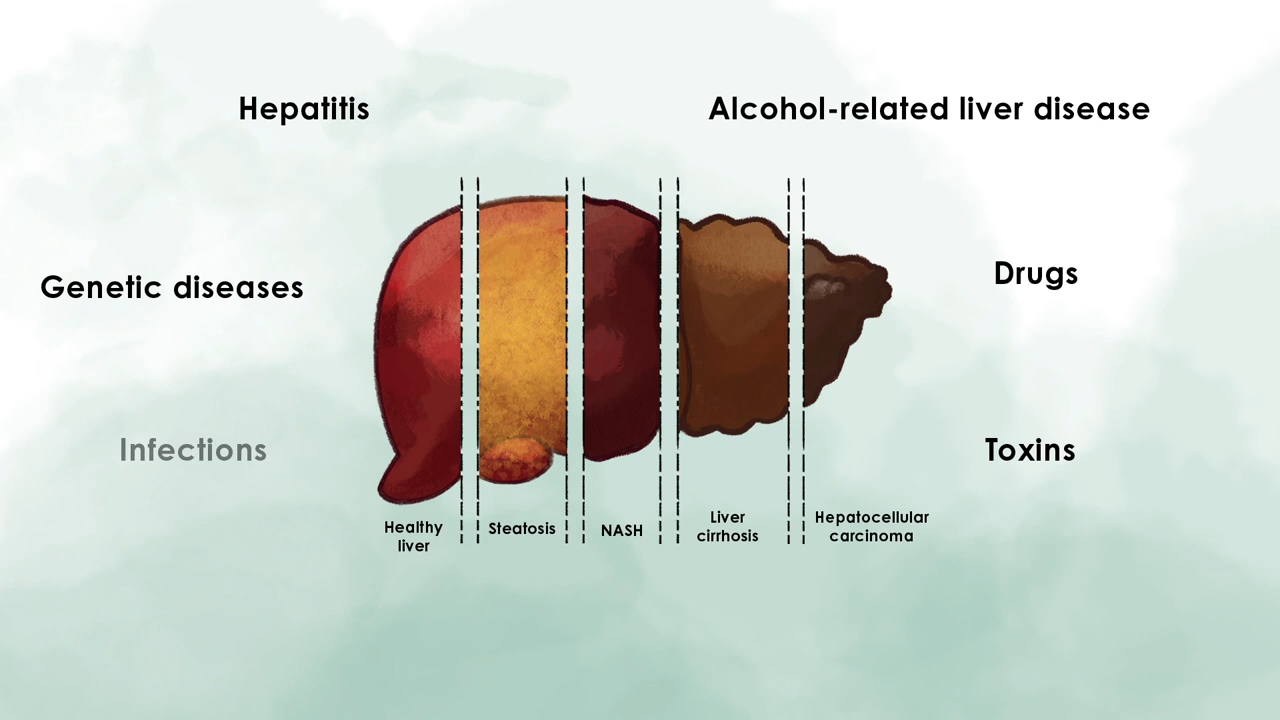 Hepatitis
Alcohol-related liver disease
Genetic diseases
Drugs
Infections
Toxins
Healthy
liver
Steatosis
NASH
Liver
cirrhosis
Hepatocellular
carcinoma